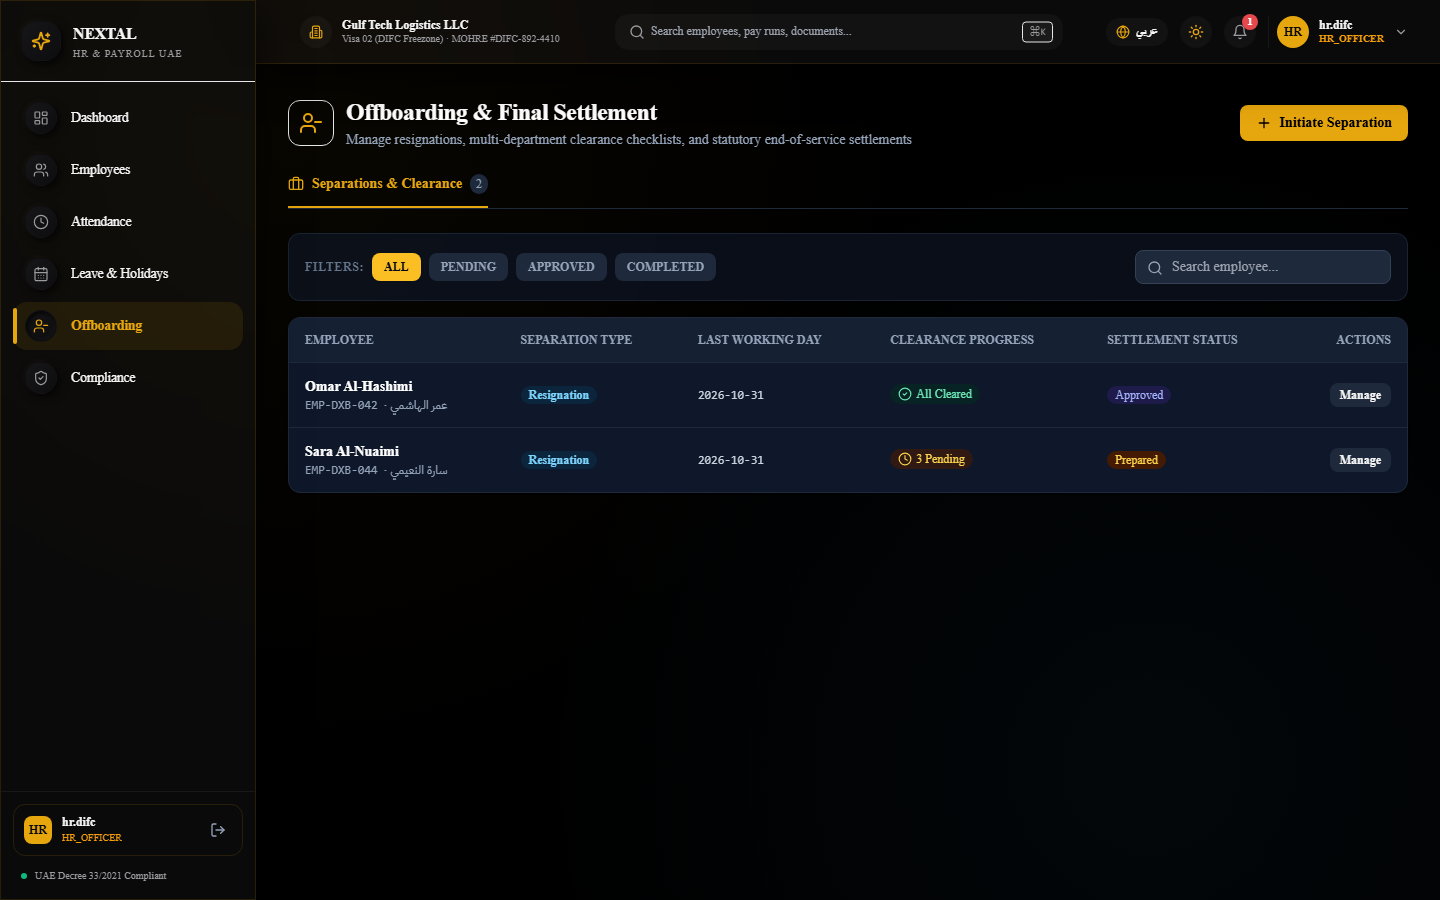 NEXTAL
HR & PAYROLL UAE
Gulf Tech Logistics LLC
Visa 02 (DIFC Freezone) · MOHRE #DIFC-892-4410
Search employees, pay runs, documents...
⌘K
عربي
1
HR
hr.difc
HR_OFFICER
Dashboard
Employees
Attendance
Leave & Holidays
Offboarding
Compliance
Offboarding & Final Settlement
Manage resignations, multi-department clearance checklists, and statutory end-of-service settlements
Initiate Separation
Separations & Clearance 2
FILTERS: ALL PENDING APPROVED COMPLETED
Search employee...
EMPLOYEE SEPARATION TYPE LAST WORKING DAY CLEARANCE PROGRESS SETTLEMENT STATUS ACTIONS
Omar Al-Hashimi
EMP-DXB-042 · عمر الهاشمي
Resignation 2026-10-31 All Cleared Approved Manage
Sara Al-Nuaimi
EMP-DXB-044 · سارة النعيمي
Resignation 2026-10-31 3 Pending Prepared Manage
HR
hr.difc
HR_OFFICER
UAE Decree 33/2021 Compliant